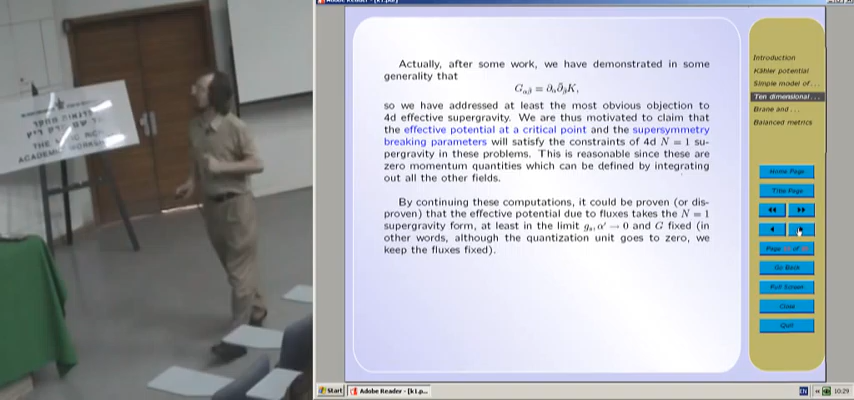 Actually, after some work, we have demonstrated in some
generality that
G_{αβ̄} = ∂_α∂̄_β̄K,
so we have addressed at least the most obvious objection to
4d effective supergravity. We are thus motivated to claim that
the effective potential at a critical point and the supersymmetry
breaking parameters will satisfy the constraints of 4d N = 1 su-
pergravity in these problems. This is reasonable since these are
zero momentum quantities which can be defined by integrating
out all the other fields.
By continuing these computations, it could be proven (or dis-
proven) that the effective potential due to fluxes takes the N = 1
supergravity form, at least in the limit g_s, α' → 0 and G fixed (in
other words, although the quantization unit goes to zero, we
keep the fluxes fixed).
Introduction
Kähler potential
Simple model of...
Ten dimensional...
Brane and...
Balanced metrics
Home Page
Title Page
Page of
Go Back
Full Screen
Close
Quit
Start
Adobe Reader - [k1.p...
EN
10:29
THE
ACADEMIC